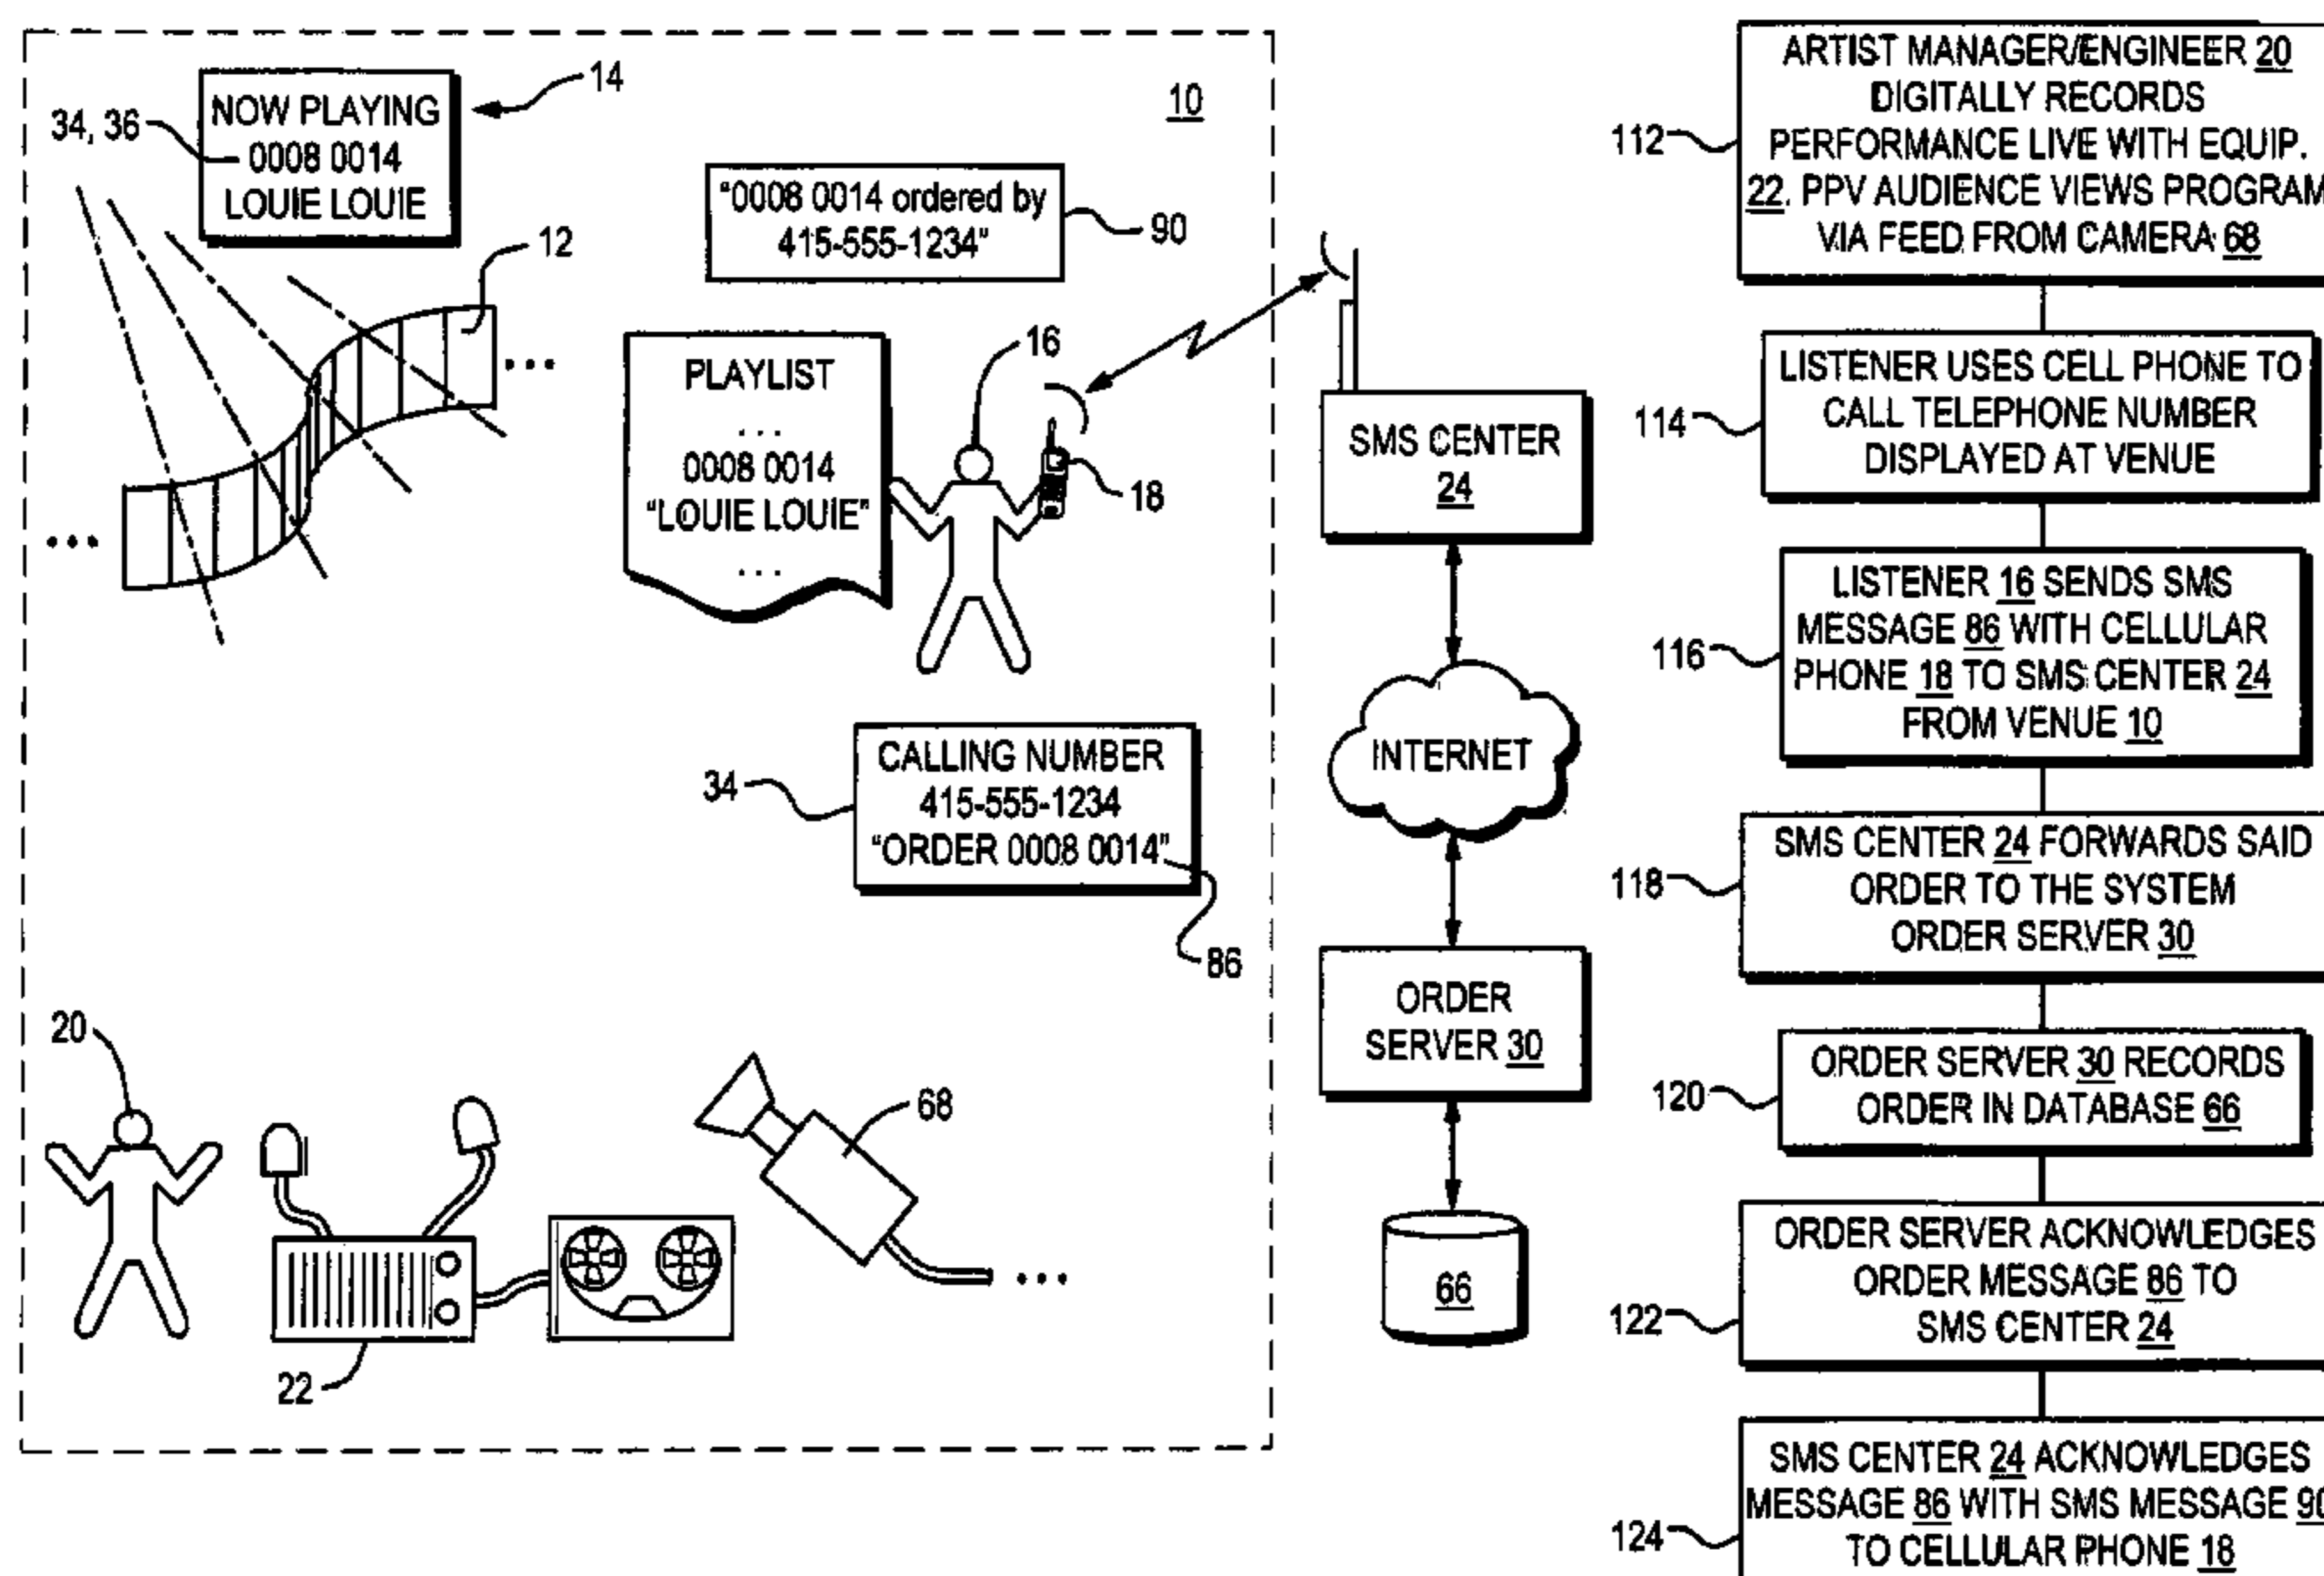 NOW PLAYING
0008 0014
LOUIE LOUIE
14
34, 36
10
12
"0008 0014 ordered by
415-555-1234"
90
PLAYLIST
. . .
0008 0014
"LOUIE LOUIE"
. . .
16
18
CALLING NUMBER
415-555-1234
"ORDER 0008 0014"
34
86
20
22
68
SMS CENTER
24
INTERNET
ORDER
SERVER 30
66
112
ARTIST MANAGER/ENGINEER 20
DIGITALLY RECORDS
PERFORMANCE LIVE WITH EQUIP.
22. PPV AUDIENCE VIEWS PROGRAM
VIA FEED FROM CAMERA 68
114
LISTENER USES CELL PHONE TO
CALL TELEPHONE NUMBER
DISPLAYED AT VENUE
116
LISTENER 16 SENDS SMS
MESSAGE 86 WITH CELLULAR
PHONE 18 TO SMS CENTER 24
FROM VENUE 10
118
SMS CENTER 24 FORWARDS SAID
ORDER TO THE SYSTEM
ORDER SERVER 30
120
ORDER SERVER 30 RECORDS
ORDER IN DATABASE 66
122
ORDER SERVER ACKNOWLEDGES
ORDER MESSAGE 86 TO
SMS CENTER 24
124
SMS CENTER 24 ACKNOWLEDGES
MESSAGE 86 WITH SMS MESSAGE 90
TO CELLULAR PHONE 18